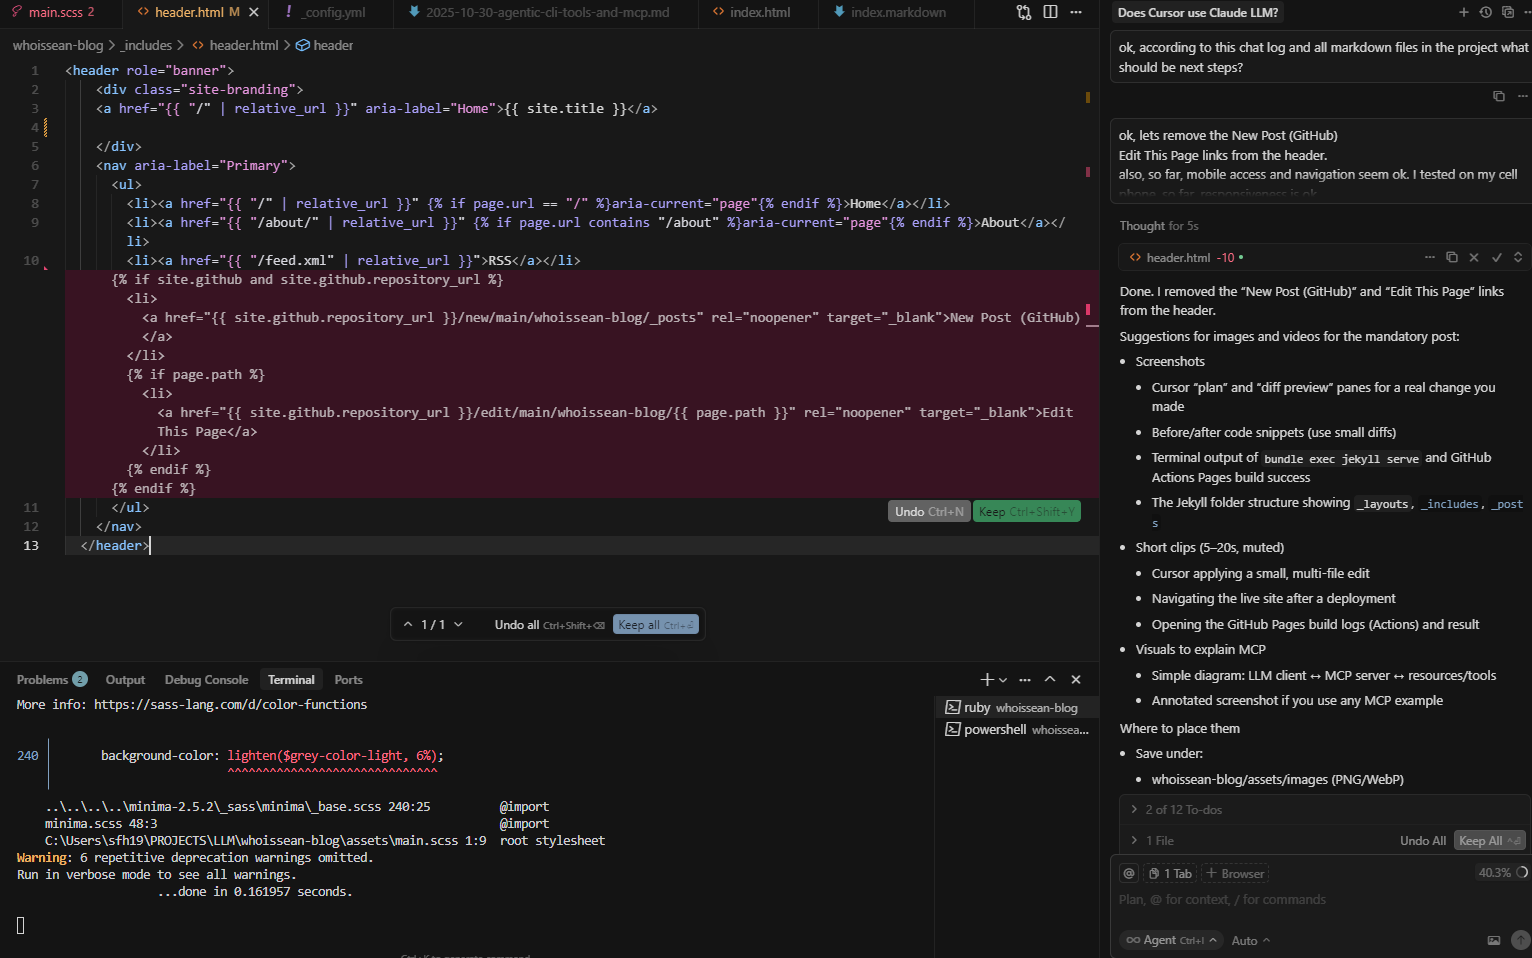 main.scss 2
header.html M
_config.yml
2025-10-30-agentic-cli-tools-and-mcp.md
index.html
index.markdown
whoissean-blog > _includes > header.html > header
1 <header role="banner">
2 <div class="site-branding">
3 <a href="{{ "/" | relative_url }}" aria-label="Home">{{ site.title }}</a>
4
5 </div>
6 <nav aria-label="Primary">
7 <ul>
8 <li><a href="{{ "/" | relative_url }}" {% if page.url == "/" %}aria-current="page"{% endif %}>Home</a></li>
9 <li><a href="{{ "/about/" | relative_url }}" {% if page.url contains "/about" %}aria-current="page"{% endif %}>About</a></
li>
10 <li><a href="{{ "/feed.xml" | relative_url }}">RSS</a></li>
{% if site.github and site.github.repository_url %}
<li>
<a href="{{ site.github.repository_url }}/new/main/whoissean-blog/_posts" rel="noopener" target="_blank">New Post (GitHub)
</a>
</li>
{% if page.path %}
<li>
<a href="{{ site.github.repository_url }}/edit/main/whoissean-blog/{{ page.path }}" rel="noopener" target="_blank">Edit
This Page</a>
</li>
{% endif %}
{% endif %}
11 </ul>
Undo Ctrl+N Keep Ctrl+Shift+Y
12 </nav>
13 </header>
1 / 1 Undo all Ctrl+Shift+ Keep all Ctrl+
Problems 2 Output Debug Console Terminal Ports
More info: https://sass-lang.com/d/color-functions
240 background-color: lighten($grey-color-light, 6%);
^^^^^^^^^^^^^^^^^^^^^^^^^^^^^
..\..\..\..\minima-2.5.2\_sass\minima\_base.scss 240:25 @import
minima.scss 48:3 @import
C:\Users\sfh19\PROJECTS\LLM\whoissean-blog\assets\main.scss 1:9 root stylesheet
Warning: 6 repetitive deprecation warnings omitted.
Run in verbose mode to see all warnings.
...done in 0.161957 seconds.
ruby whoissean-blog
powershell whoissea...
Does Cursor use Claude LLM?
ok, according to this chat log and all markdown files in the project what
should be next steps?
ok, lets remove the New Post (GitHub)
Edit This Page links from the header.
also, so far, mobile access and navigation seem ok. I tested on my cell
phone, so far, responsiveness is ok
Thought for 5s
header.html -10
Done. I removed the “New Post (GitHub)” and “Edit This Page” links
from the header.
Suggestions for images and videos for the mandatory post:
• Screenshots
• Cursor “plan” and “diff preview” panes for a real change you
made
• Before/after code snippets (use small diffs)
• Terminal output of bundle exec jekyll serve and GitHub
Actions Pages build success
• The Jekyll folder structure showing _layouts, _includes, _post
s
• Short clips (5–20s, muted)
• Cursor applying a small, multi-file edit
• Navigating the live site after a deployment
• Opening the GitHub Pages build logs (Actions) and result
• Visuals to explain MCP
• Simple diagram: LLM client ↔ MCP server ↔ resources/tools
• Annotated screenshot if you use any MCP example
Where to place them
• Save under:
• whoissean-blog/assets/images (PNG/WebP)
> 2 of 12 To-dos
> 1 File Undo All Keep All
@ 1 Tab + Browser 40.3%
Plan, @ for context, / for commands
Agent Ctrl+I Auto